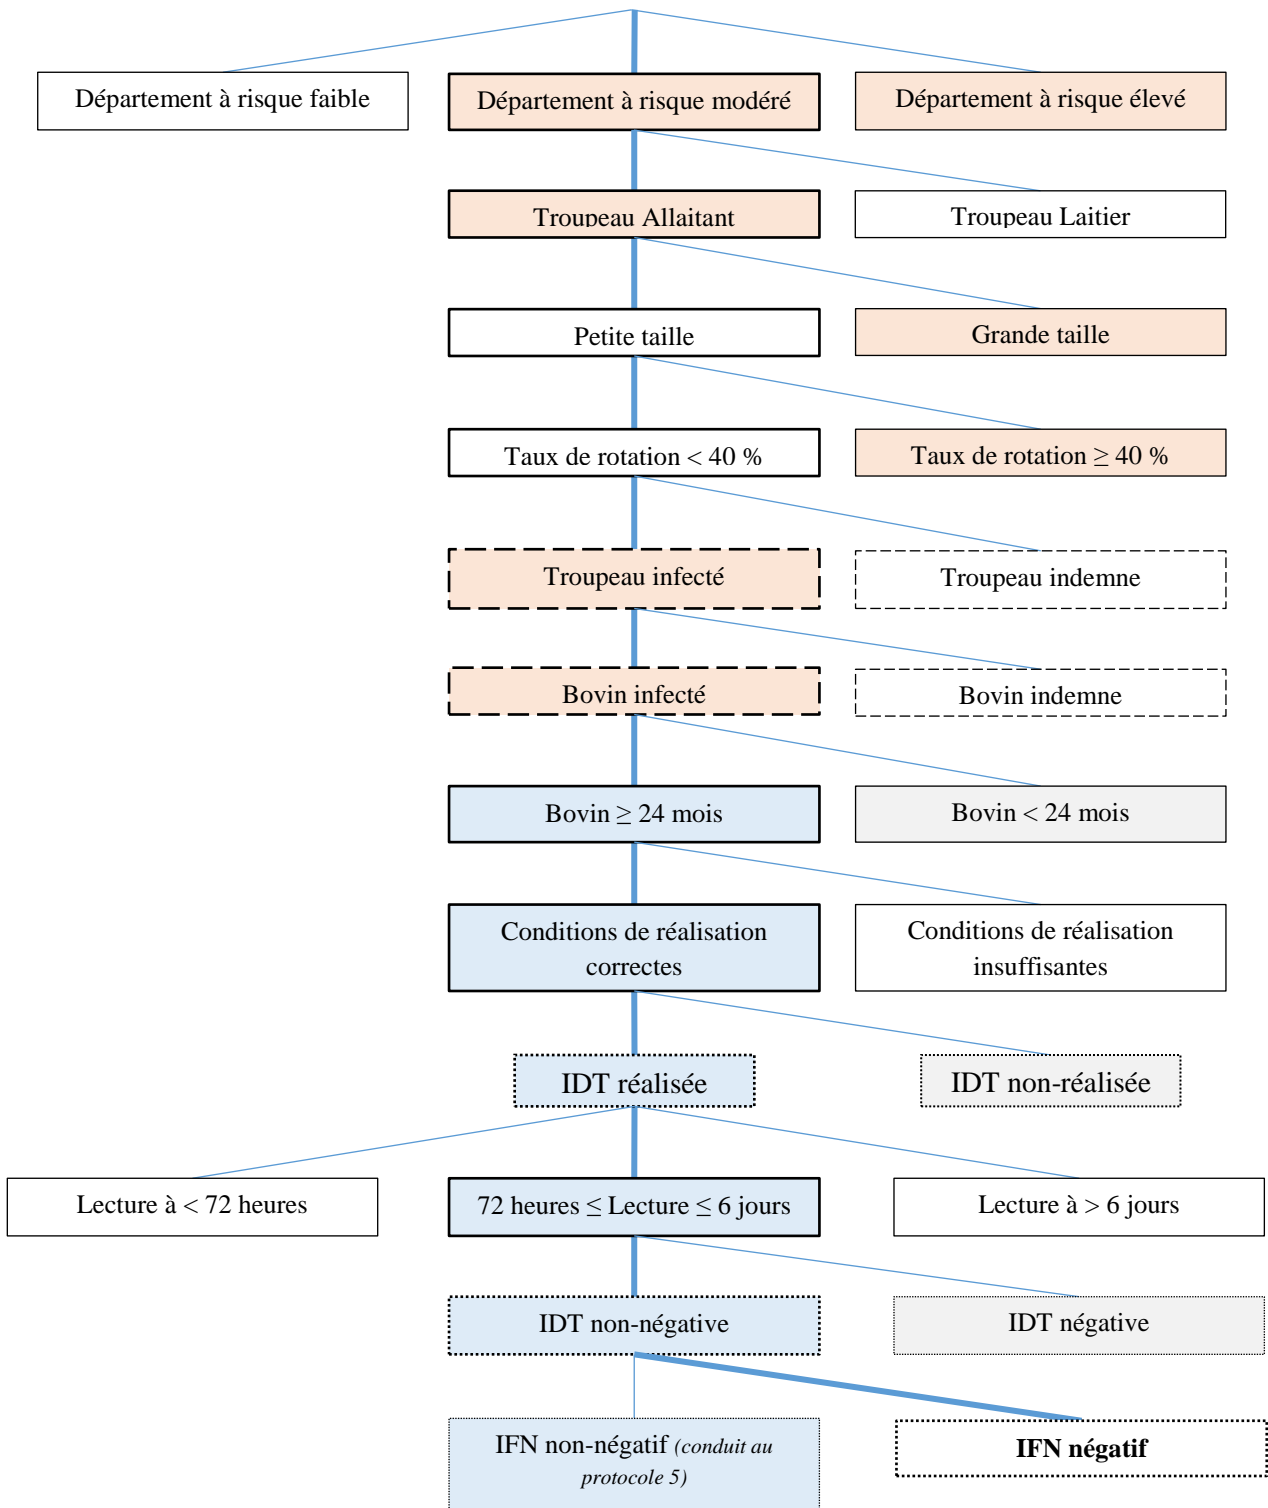 Département à risque faible
Département à risque modéré
Département à risque élevé
Troupeau Allaitant
Troupeau Laitier
Petite taille
Grande taille
Taux de rotation < 40 %
Taux de rotation ≥ 40 %
Troupeau infecté
Troupeau indemne
Bovin infecté
Bovin indemne
Bovin ≥ 24 mois
Bovin < 24 mois
Conditions de réalisation
correctes
Conditions de réalisation
insuffisantes
IDT réalisée
IDT non-réalisée
Lecture à < 72 heures
72 heures ≤ Lecture ≤ 6 jours
Lecture à > 6 jours
IDT non-négative
IDT négative
IFN non-négatif (conduit au
protocole 5)
IFN négatif